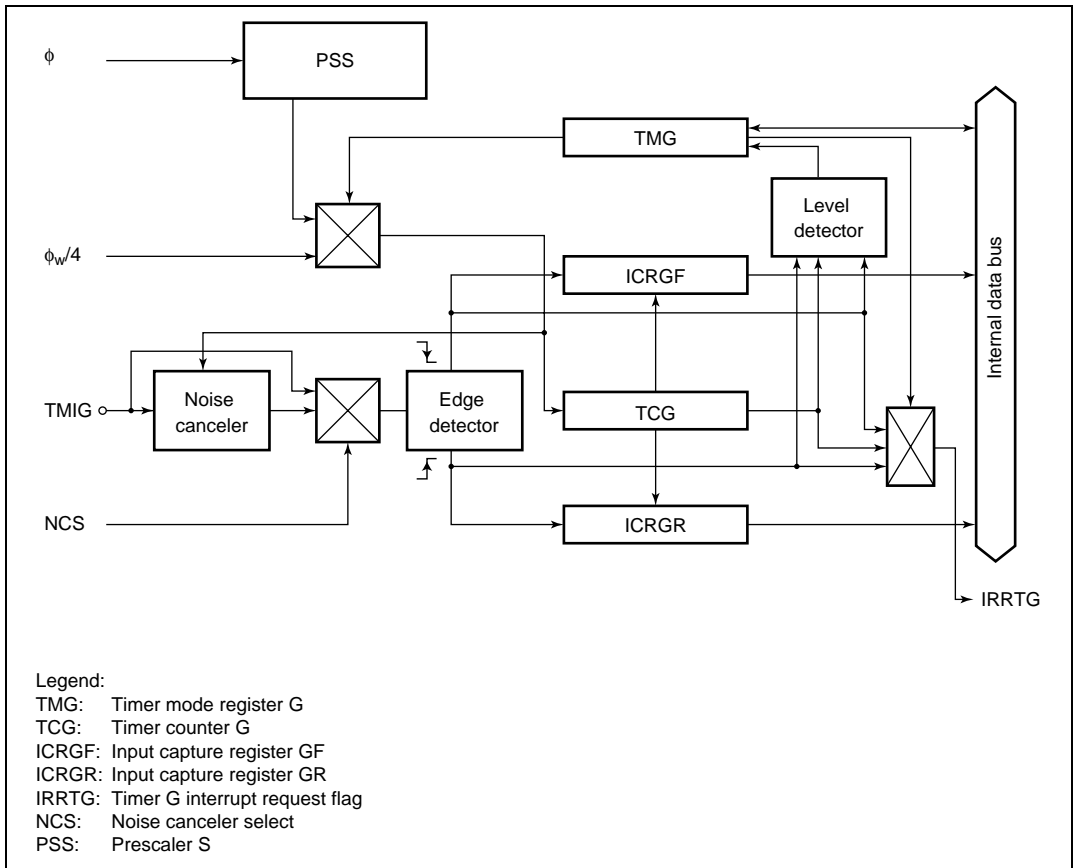 ϕ
PSS
TMG
Level
detector
ϕw/4
ICRGF
Internal data bus
TMIG
Noise
canceler
Edge
detector
TCG
NCS
ICRGR
IRRTG
Legend:
TMG: Timer mode register G
TCG: Timer counter G
ICRGF: Input capture register GF
ICRGR: Input capture register GR
IRRTG: Timer G interrupt request flag
NCS: Noise canceler select
PSS: Prescaler S